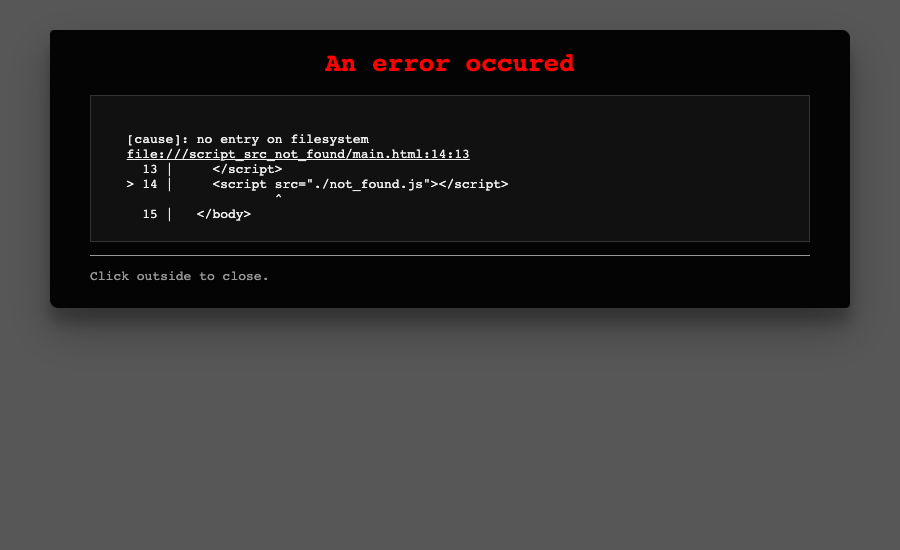 An error occured
[cause]: no entry on filesystem
file:///script_src_not_found/main.html:14:13
  13 |     </script>
> 14 |     <script src="./not_found.js"></script>
                   ^
  15 |   </body>
Click outside to close.